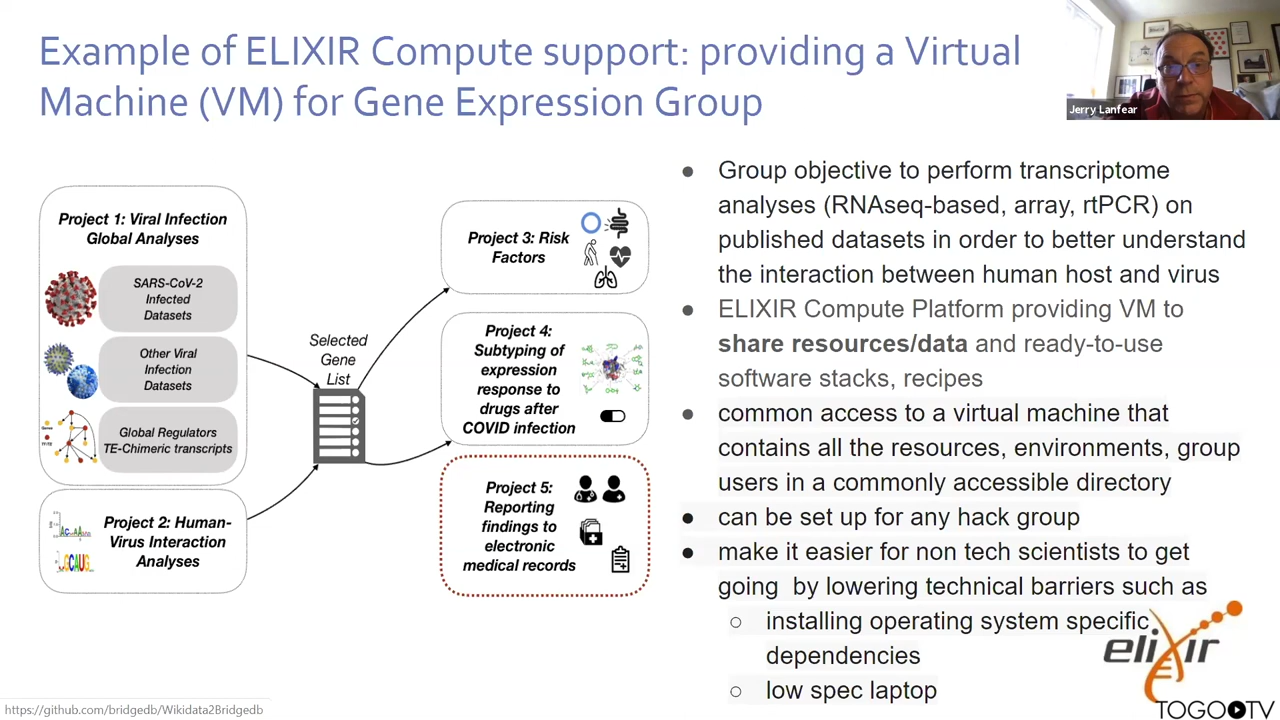 Example of ELIXIR Compute support: providing a Virtual
Machine (VM) for Gene Expression Group
Jerry Lanfear
Project 1: Viral Infection
Global Analyses
SARS-CoV-2
Infected
Datasets
Other Viral
Infection
Datasets
Global Regulators
TE-Chimeric transcripts
Project 2: Human-
Virus Interaction
Analyses
Selected
Gene
List
Project 3: Risk
Factors
Project 4:
Subtyping of
expression
response to
drugs after
COVID infection
Project 5:
Reporting
findings to
electronic
medical records
● Group objective to perform transcriptome
analyses (RNAseq-based, array, rtPCR) on
published datasets in order to better understand
the interaction between human host and virus
● ELIXIR Compute Platform providing VM to
share resources/data and ready-to-use
software stacks, recipes
● common access to a virtual machine that
contains all the resources, environments, group
users in a commonly accessible directory
● can be set up for any hack group
● make it easier for non tech scientists to get
going by lowering technical barriers such as
○ installing operating system specific
dependencies
○ low spec laptop
elixir
TOGOTV
https://github.com/bridgedb/Wikidata2Bridgedb